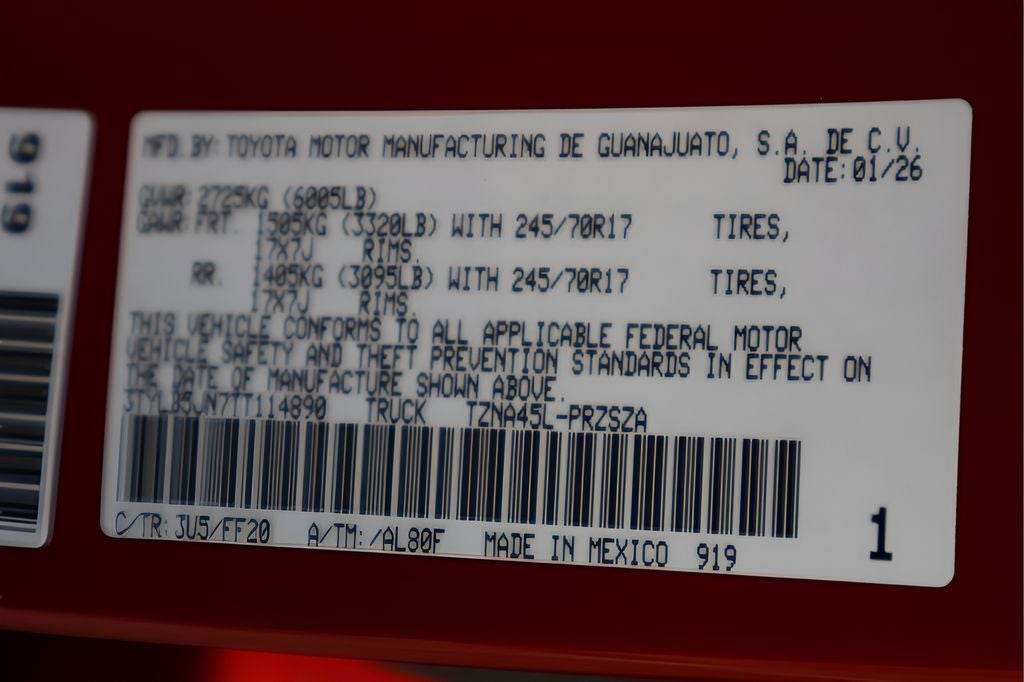 919
MFD. BY: TOYOTA MOTOR MANUFACTURING DE GUANAJUATO, S.A. DE C.V.
DATE: 01/26
GVWR: 2725KG (6005LB)
GAWR: FRT. 1505KG (3320LB) WITH 245/70R17 TIRES,
17X7J RIMS.
RR. 1405KG (3095LB) WITH 245/70R17 TIRES,
17X7J RIMS.
THIS VEHICLE CONFORMS TO ALL APPLICABLE FEDERAL MOTOR
VEHICLE SAFETY AND THEFT PREVENTION STANDARDS IN EFFECT ON
THE DATE OF MANUFACTURE SHOWN ABOVE.
3TYLB5JN7TT114890 TRUCK TZNA45L-PRZSZA
C/TR: 3U5/FF20 A/TM: /AL80F MADE IN MEXICO 919
1